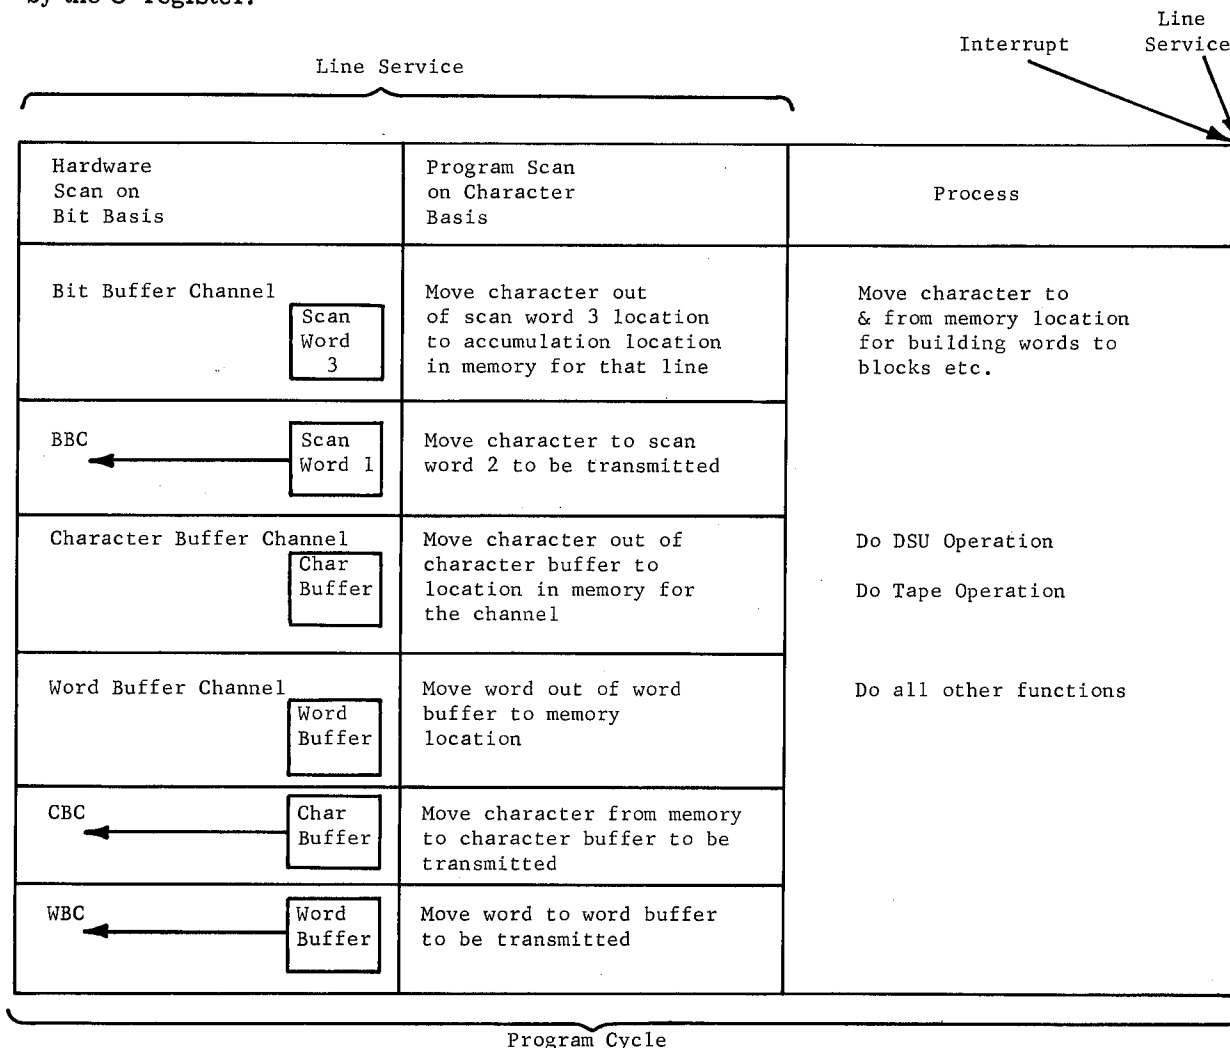 by the C register.
Line
Interrupt Service
Line Service
Hardware
Scan on
Bit Basis
Program Scan
on Character
Basis
Process
Bit Buffer Channel
Scan
Word
3
Move character out
of scan word 3 location
to accumulation location
in memory for that line
Move character to
& from memory location
for building words to
blocks etc.
BBC
Scan
Word 1
Move character to scan
word 2 to be transmitted
Character Buffer Channel
Char
Buffer
Move character out of
character buffer to
location in memory for
the channel
Do DSU Operation
Do Tape Operation
Word Buffer Channel
Word
Buffer
Move word out of word
buffer to memory
location
Do all other functions
CBC
Char
Buffer
Move character from memory
to character buffer to be
transmitted
WBC
Word
Buffer
Move word to word buffer
to be transmitted
Program Cycle